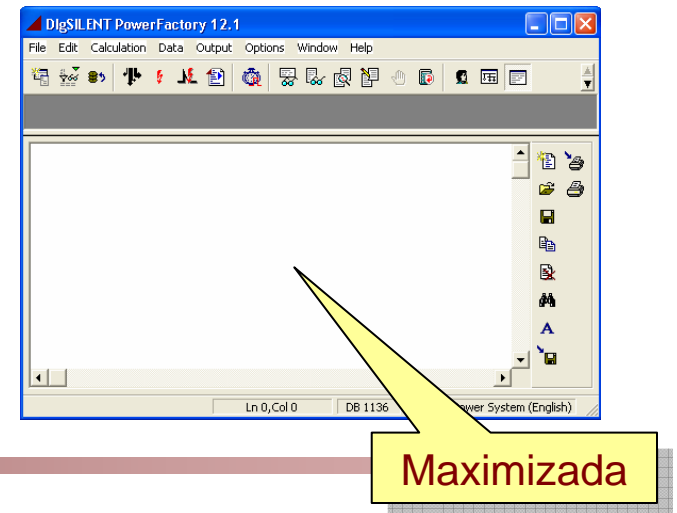 DIgSILENT PowerFactory 12.1
File Edit Calculation Data Output Options Window Help
A
Ln 0,Col 0 DB 1136 ower System (English)
Maximizada